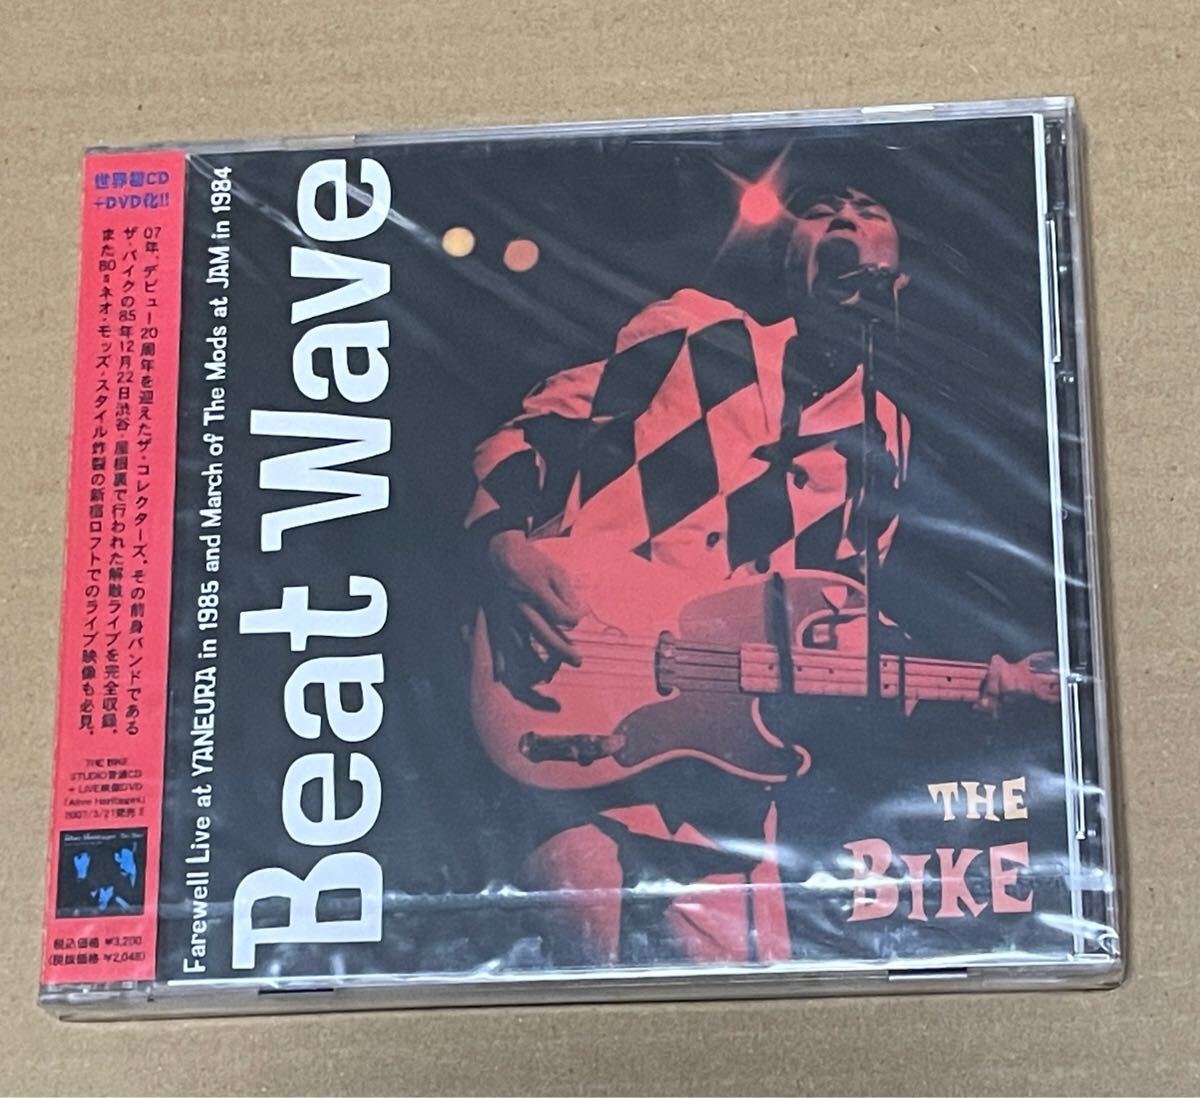 世界初CD
+DVD化!!
07年、デビュー20周年を迎えたザ・コレクターズ。その前身バンドである
ザ・バイクの85年12月22日渋谷・屋根裏で行われた解散ライブを完全収録。
また80sネオ・モッズ・スタイル炸裂の新宿ロフトでのライブ映像も必見。
THE BIKE
STUDIO音源CD
+ LIVE映像DVD
2007/3/21発売
税込価格 ¥3,200
(税抜価格 ¥2,048)
Farewell Live at YANEURA in 1985 and March of The Mods at JAM in 1984
Beat Wave
THE
BIKE